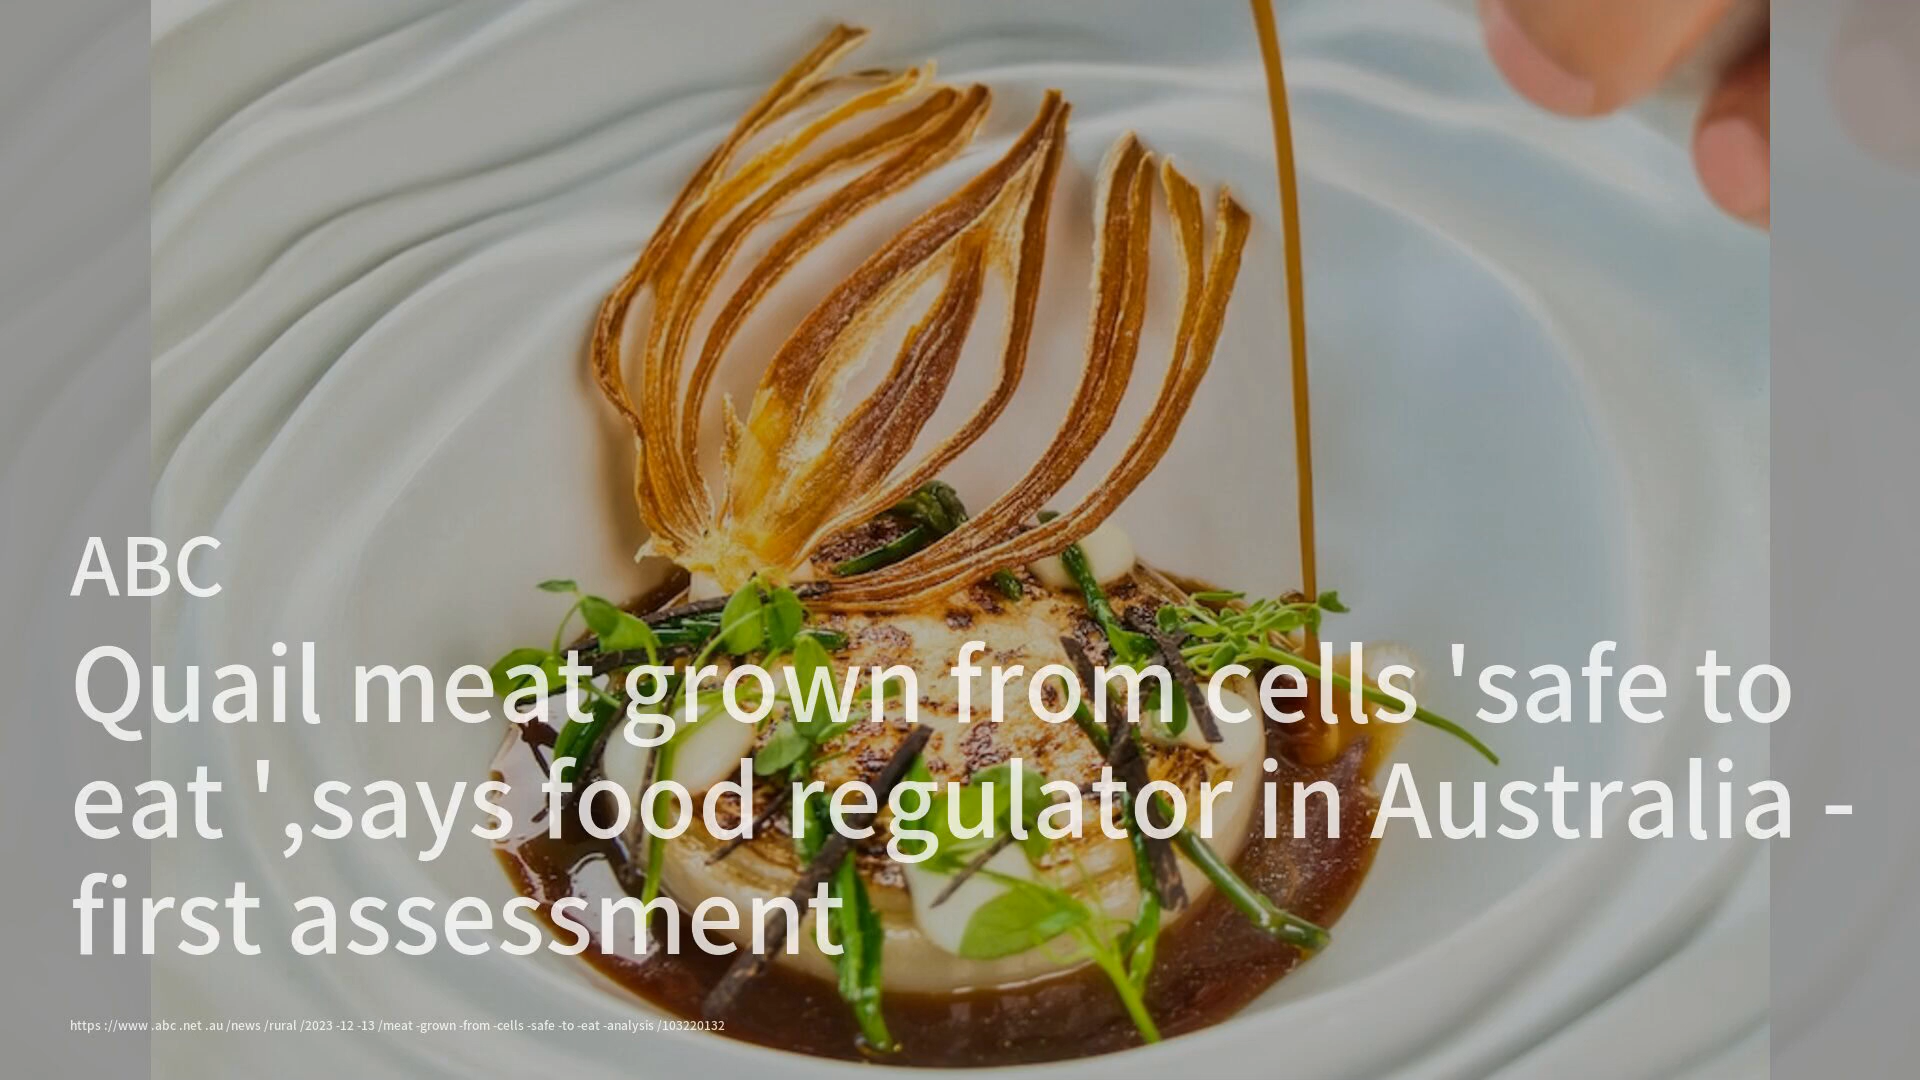 ABC
Quail meat grown from cells 'safe to
eat ',says food regulator in Australia -
first assessment
https ://www .abc .net .au /news /rural /2023 -12 -13 /meat -grown -from -cells -safe -to -eat -analysis /103220132